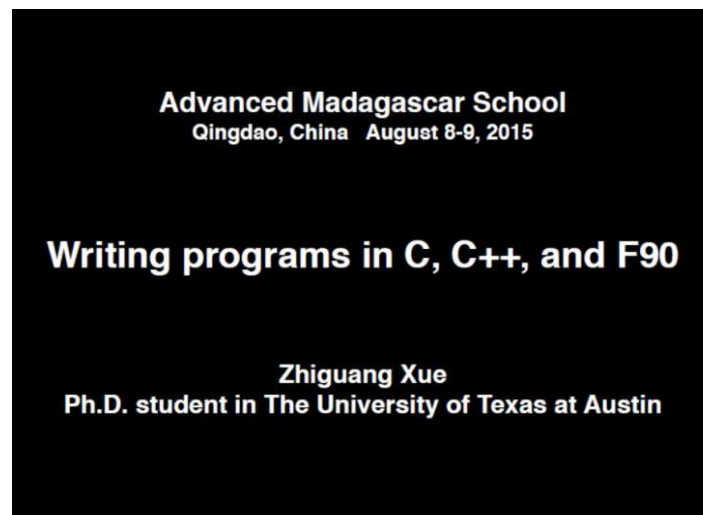 Advanced Madagascar School
Qingdao, China August 8-9, 2015
Writing programs in C, C++, and F90
Zhiguang Xue
Ph.D. student in The University of Texas at Austin